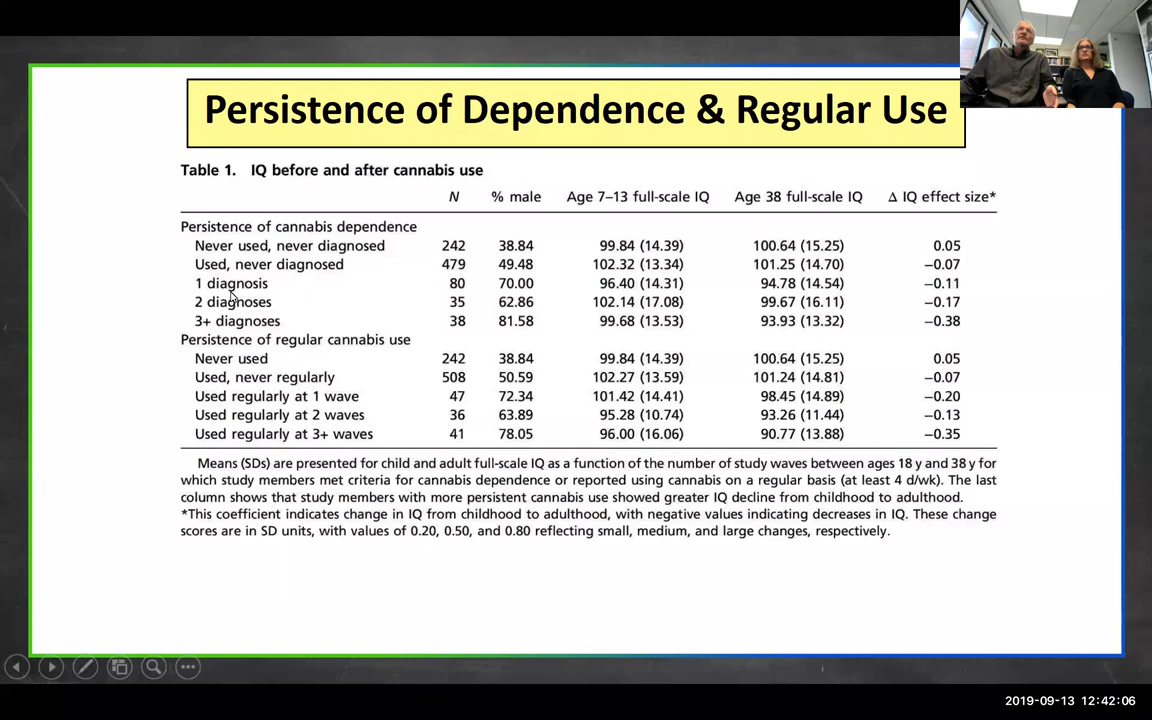 Persistence of Dependence & Regular Use
Table 1. IQ before and after cannabis use
N % male Age 7–13 full-scale IQ Age 38 full-scale IQ Δ IQ effect size*
Persistence of cannabis dependence
Never used, never diagnosed 242 38.84 99.84 (14.39) 100.64 (15.25) 0.05
Used, never diagnosed 479 49.48 102.32 (13.34) 101.25 (14.70) −0.07
1 diagnosis 80 70.00 96.40 (14.31) 94.78 (14.54) −0.11
2 diagnoses 35 62.86 102.14 (17.08) 99.67 (16.11) −0.17
3+ diagnoses 38 81.58 99.68 (13.53) 93.93 (13.32) −0.38
Persistence of regular cannabis use
Never used 242 38.84 99.84 (14.39) 100.64 (15.25) 0.05
Used, never regularly 508 50.59 102.27 (13.59) 101.24 (14.81) −0.07
Used regularly at 1 wave 47 72.34 101.42 (14.41) 98.45 (14.89) −0.20
Used regularly at 2 waves 36 63.89 95.28 (10.74) 93.26 (11.44) −0.13
Used regularly at 3+ waves 41 78.05 96.00 (16.06) 90.77 (13.88) −0.35
Means (SDs) are presented for child and adult full-scale IQ as a function of the number of study waves between ages 18 y and 38 y for
which study members met criteria for cannabis dependence or reported using cannabis on a regular basis (at least 4 d/wk). The last
column shows that study members with more persistent cannabis use showed greater IQ decline from childhood to adulthood.
*This coefficient indicates change in IQ from childhood to adulthood, with negative values indicating decreases in IQ. These change
scores are in SD units, with values of 0.20, 0.50, and 0.80 reflecting small, medium, and large changes, respectively.
2019-09-13 12:42:06